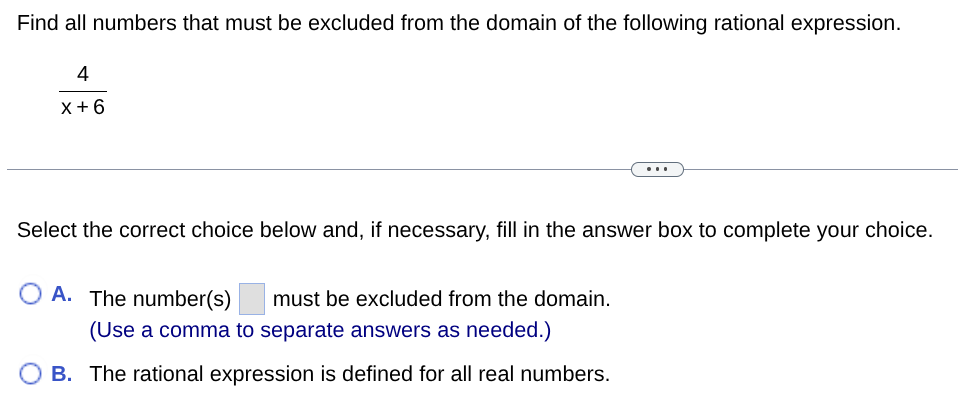 Find all numbers that must be excluded from the domain of the following rational expression.
4
x + 6
Select the correct choice below and, if necessary, fill in the answer box to complete your choice.
A. The number(s) must be excluded from the domain.
(Use a comma to separate answers as needed.)
B. The rational expression is defined for all real numbers.